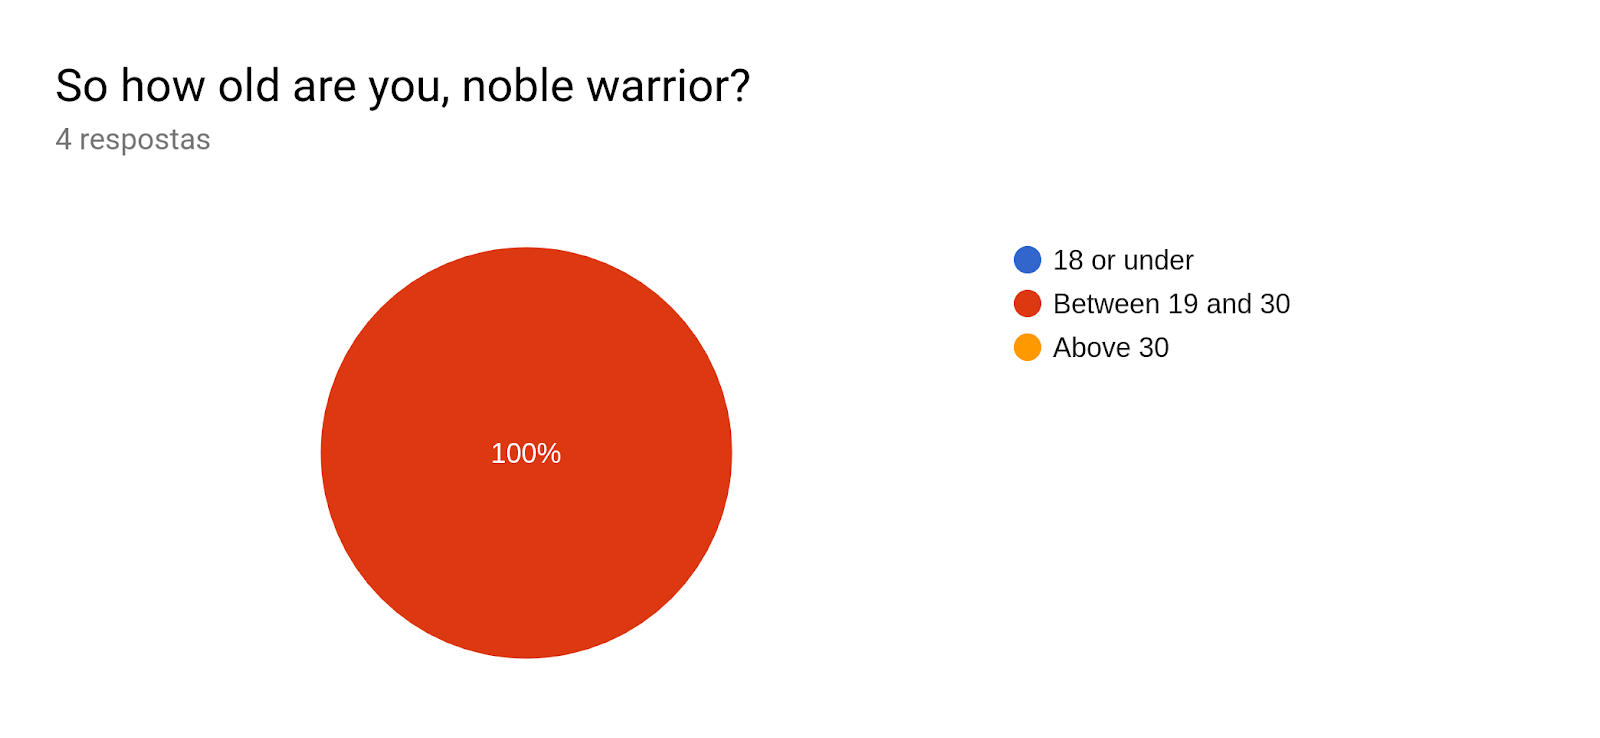 So how old are you, noble warrior?
4 respostas
18 or under
Between 19 and 30
Above 30
100%